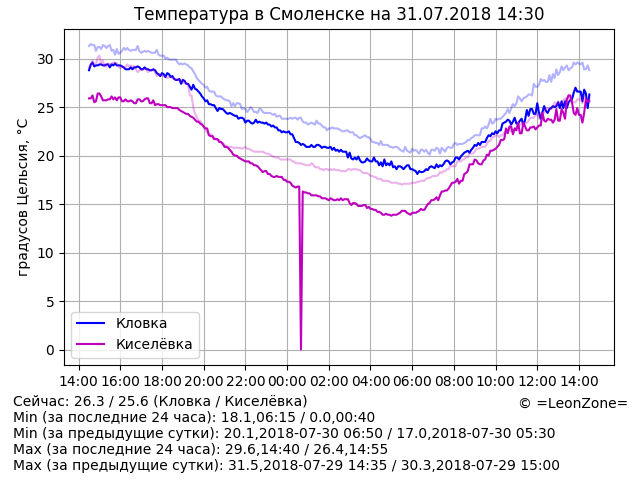 Температура в Смоленске на 31.07.2018 14:30
градусов Цельсия, °C
30
25
20
15
10
5
0
Кловка
Киселёвка
14:00 16:00 18:00 20:00 22:00 00:00 02:00 04:00 06:00 08:00 10:00 12:00 14:00
Сейчас: 26.3 / 25.6 (Кловка / Киселёвка)
© =LeonZone=
Min (за последние 24 часа): 18.1,06:15 / 0.0,00:40
Min (за предыдущие сутки): 20.1,2018-07-30 06:50 / 17.0,2018-07-30 05:30
Max (за последние 24 часа): 29.6,14:40 / 26.4,14:55
Max (за предыдущие сутки): 31.5,2018-07-29 14:35 / 30.3,2018-07-29 15:00